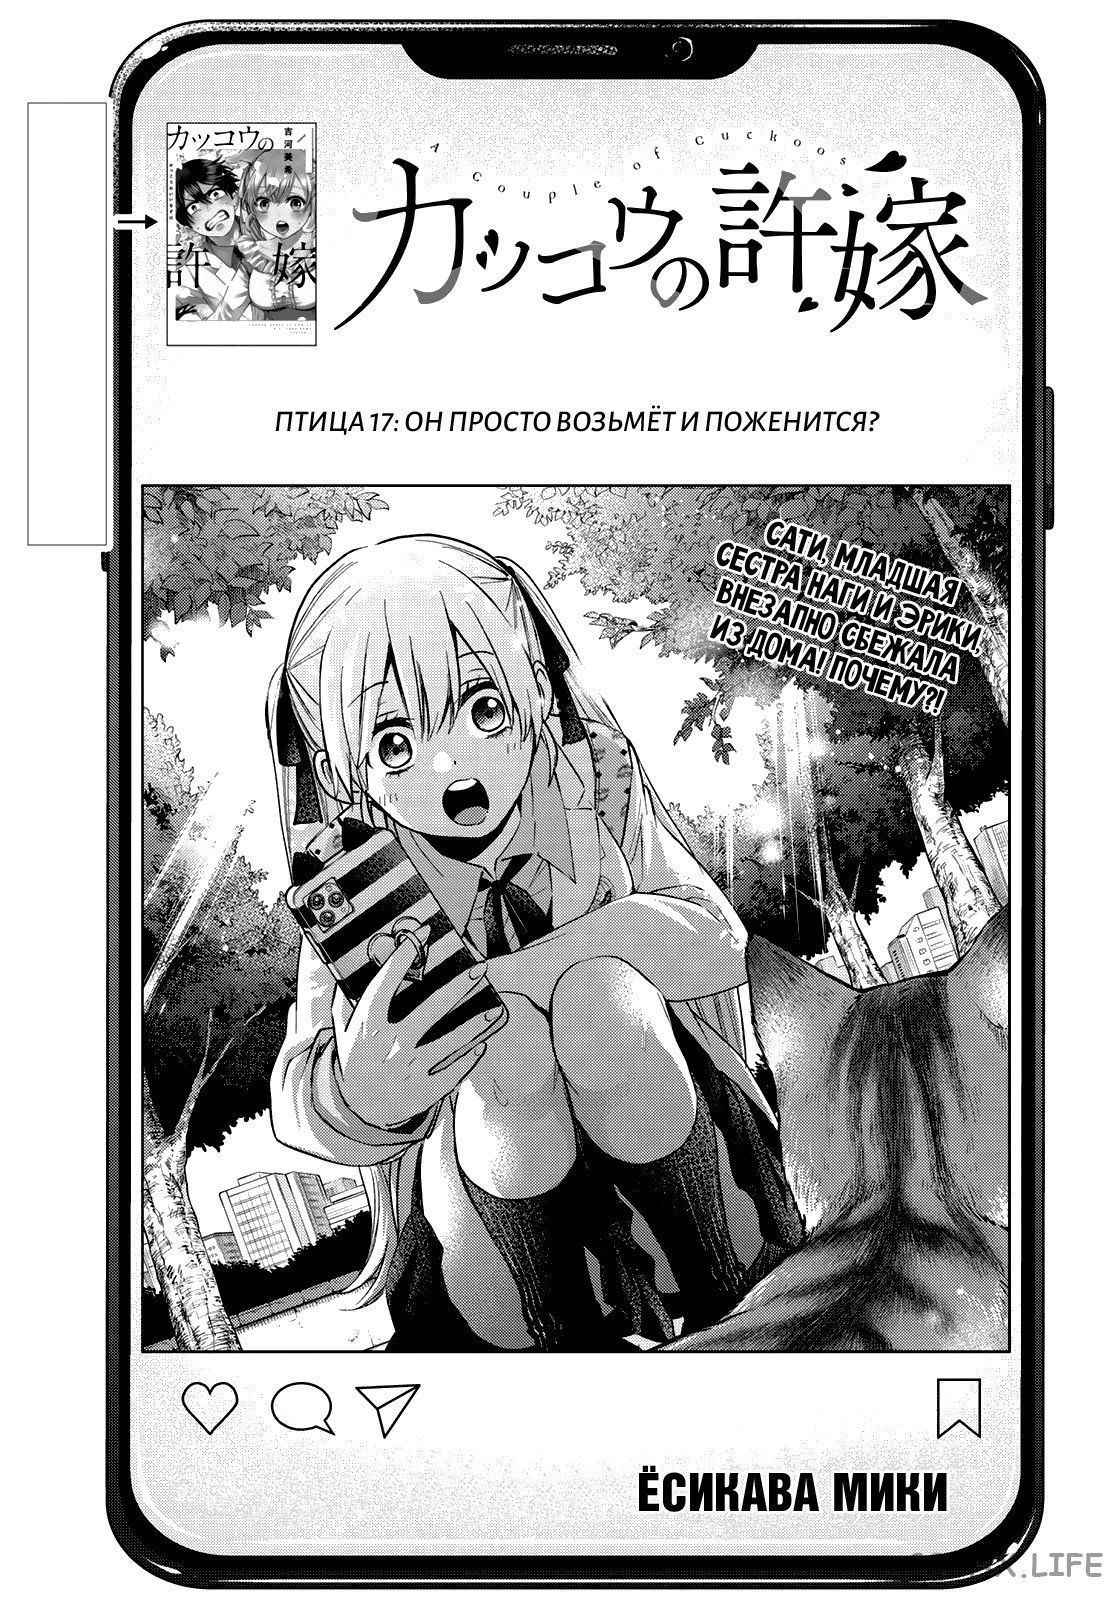 A Couple of Cuckoos
カッコウの許嫁
カッコウの
吉河美希
許嫁
ПТИЦА 17: ОН ПРОСТО ВОЗЬМЁТ И ПОЖЕНИТСЯ?
САТИ, МЛАДШАЯ
СЕСТРА НАГИ И ЭРИКИ,
ВНЕЗАПНО СБЕЖАЛА
ИЗ ДОМА! ПОЧЕМУ?!
ЁСИКАВА МИКИ
.LIFE